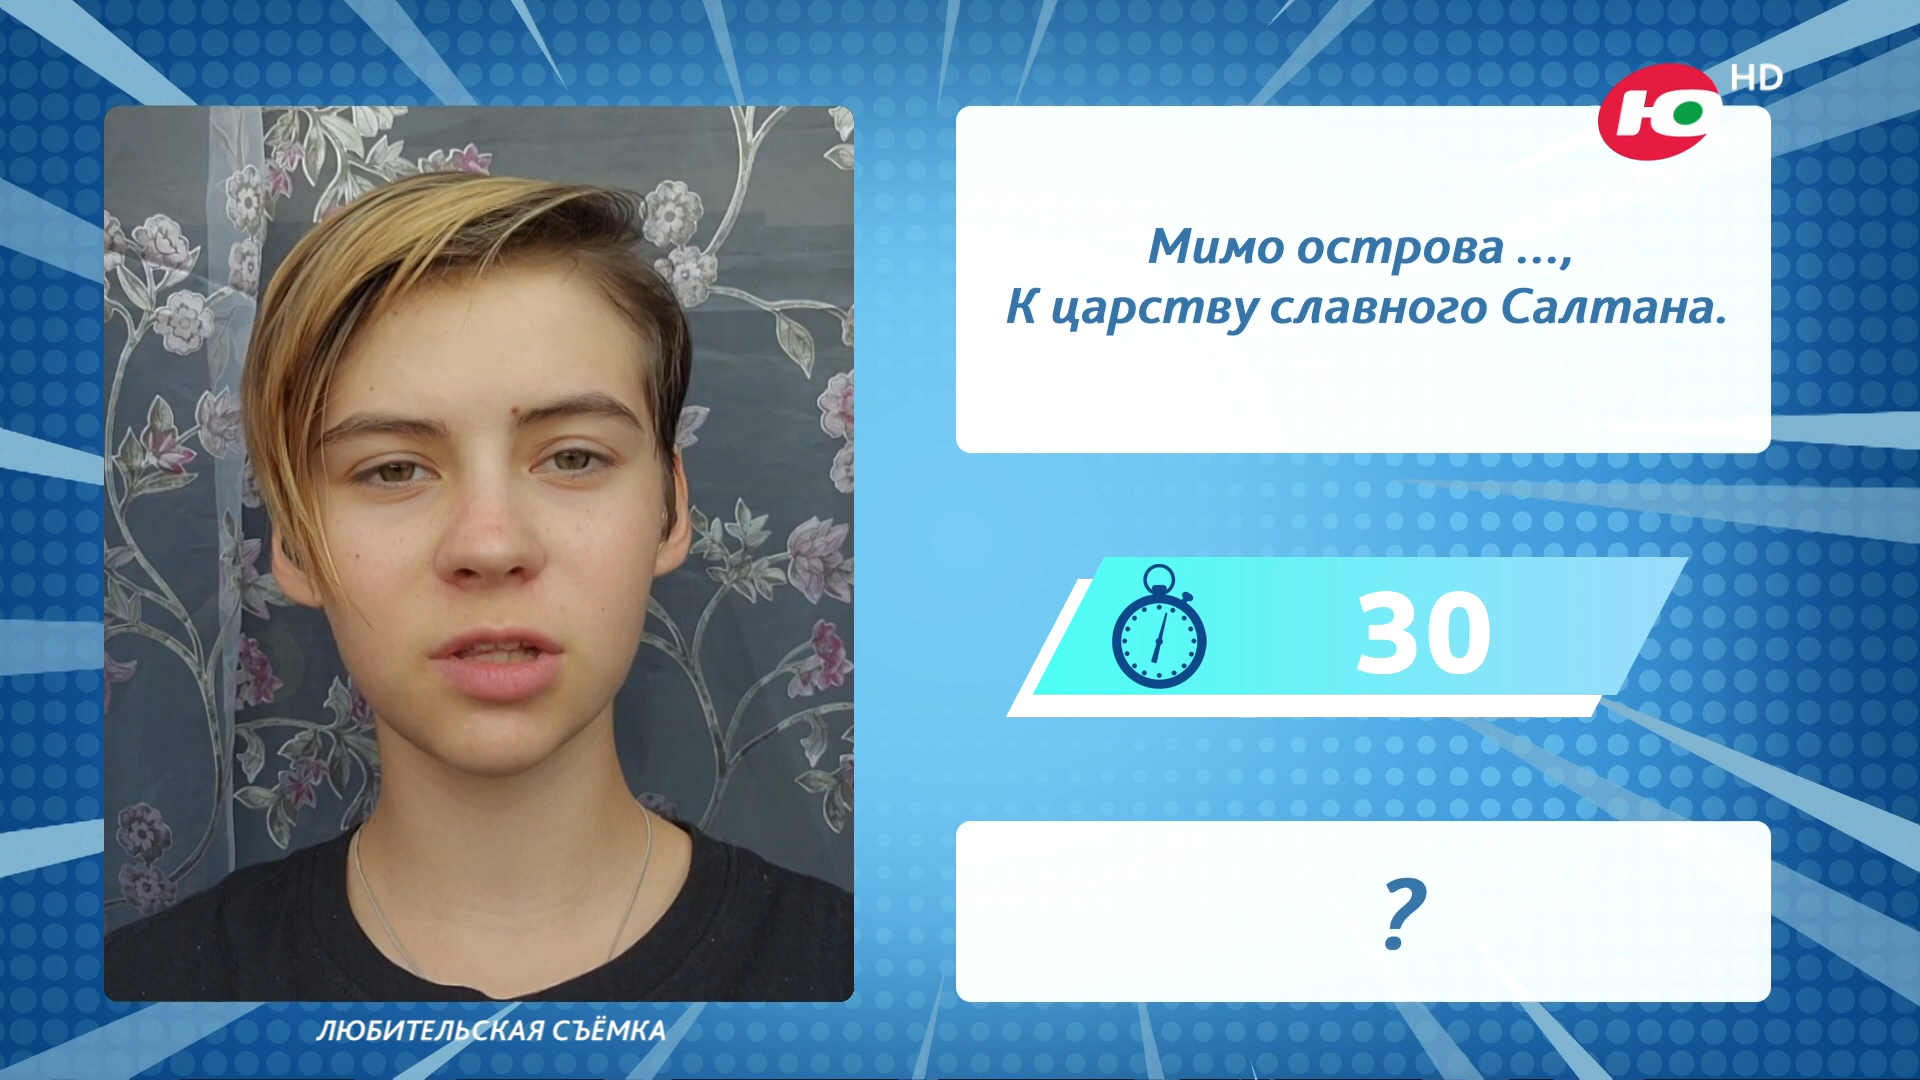 Ю HD
Мимо острова ...,
К царству славного Салтана.
30
?
ЛЮБИТЕЛЬСКАЯ СЪЁМКА